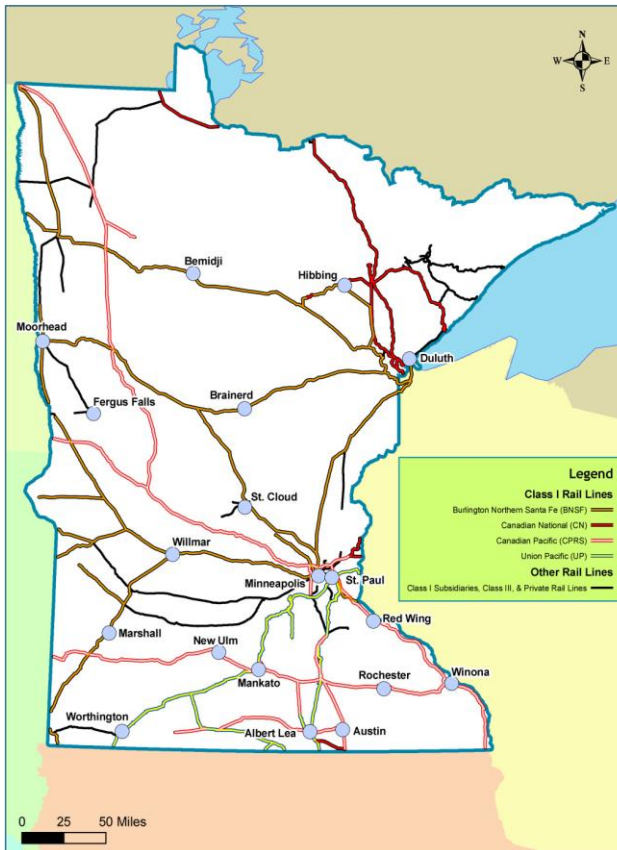 N
W E
S
Bemidji
Hibbing
Moorhead
Duluth
Brainerd
Fergus Falls
St. Cloud
Legend
Class I Rail Lines
Burlington Northern Santa Fe (BNSF)
Canadian National (CN)
Canadian Pacific (CPRS)
Union Pacific (UP)
Other Rail Lines
Class I Subsidiaries, Class III, & Private Rail Lines
Willmar
Minneapolis
St. Paul
Red Wing
Marshall
New Ulm
Rochester
Winona
Mankato
Worthington
Albert Lea
Austin
0 25 50 Miles